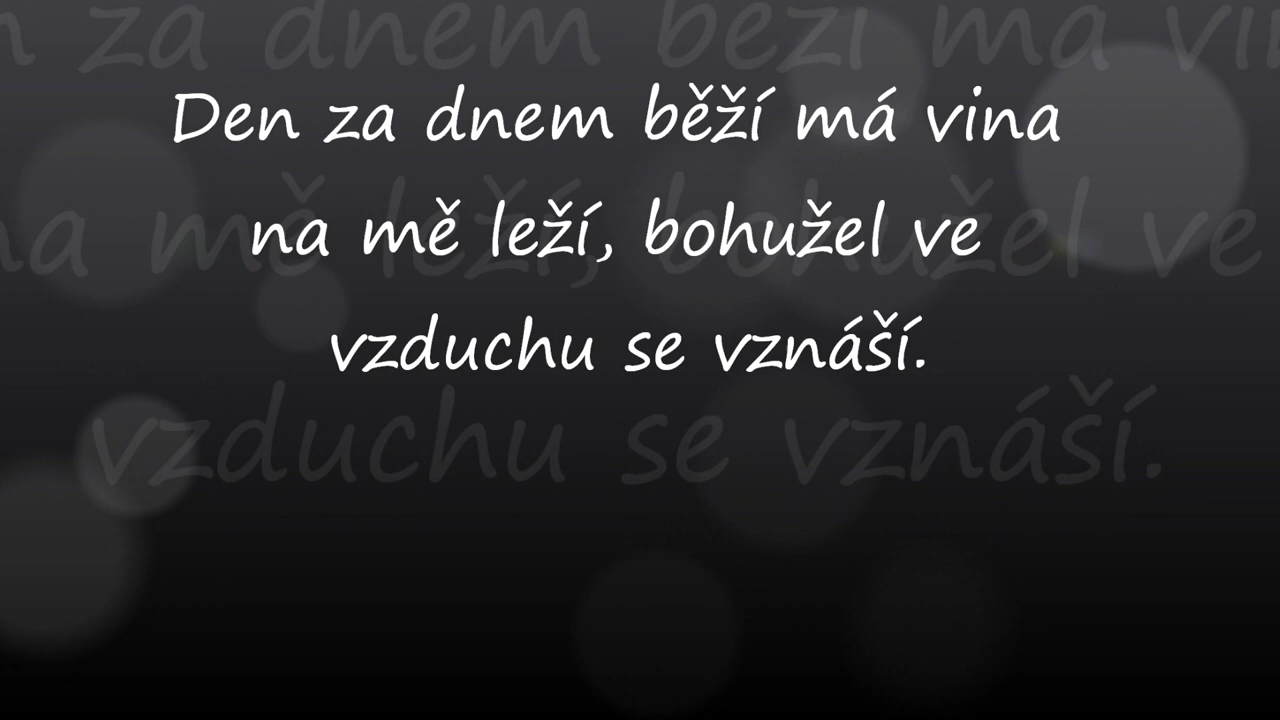 Den za dnem běží má vina
na mě leží, bohužel ve
vzduchu se vznáší.